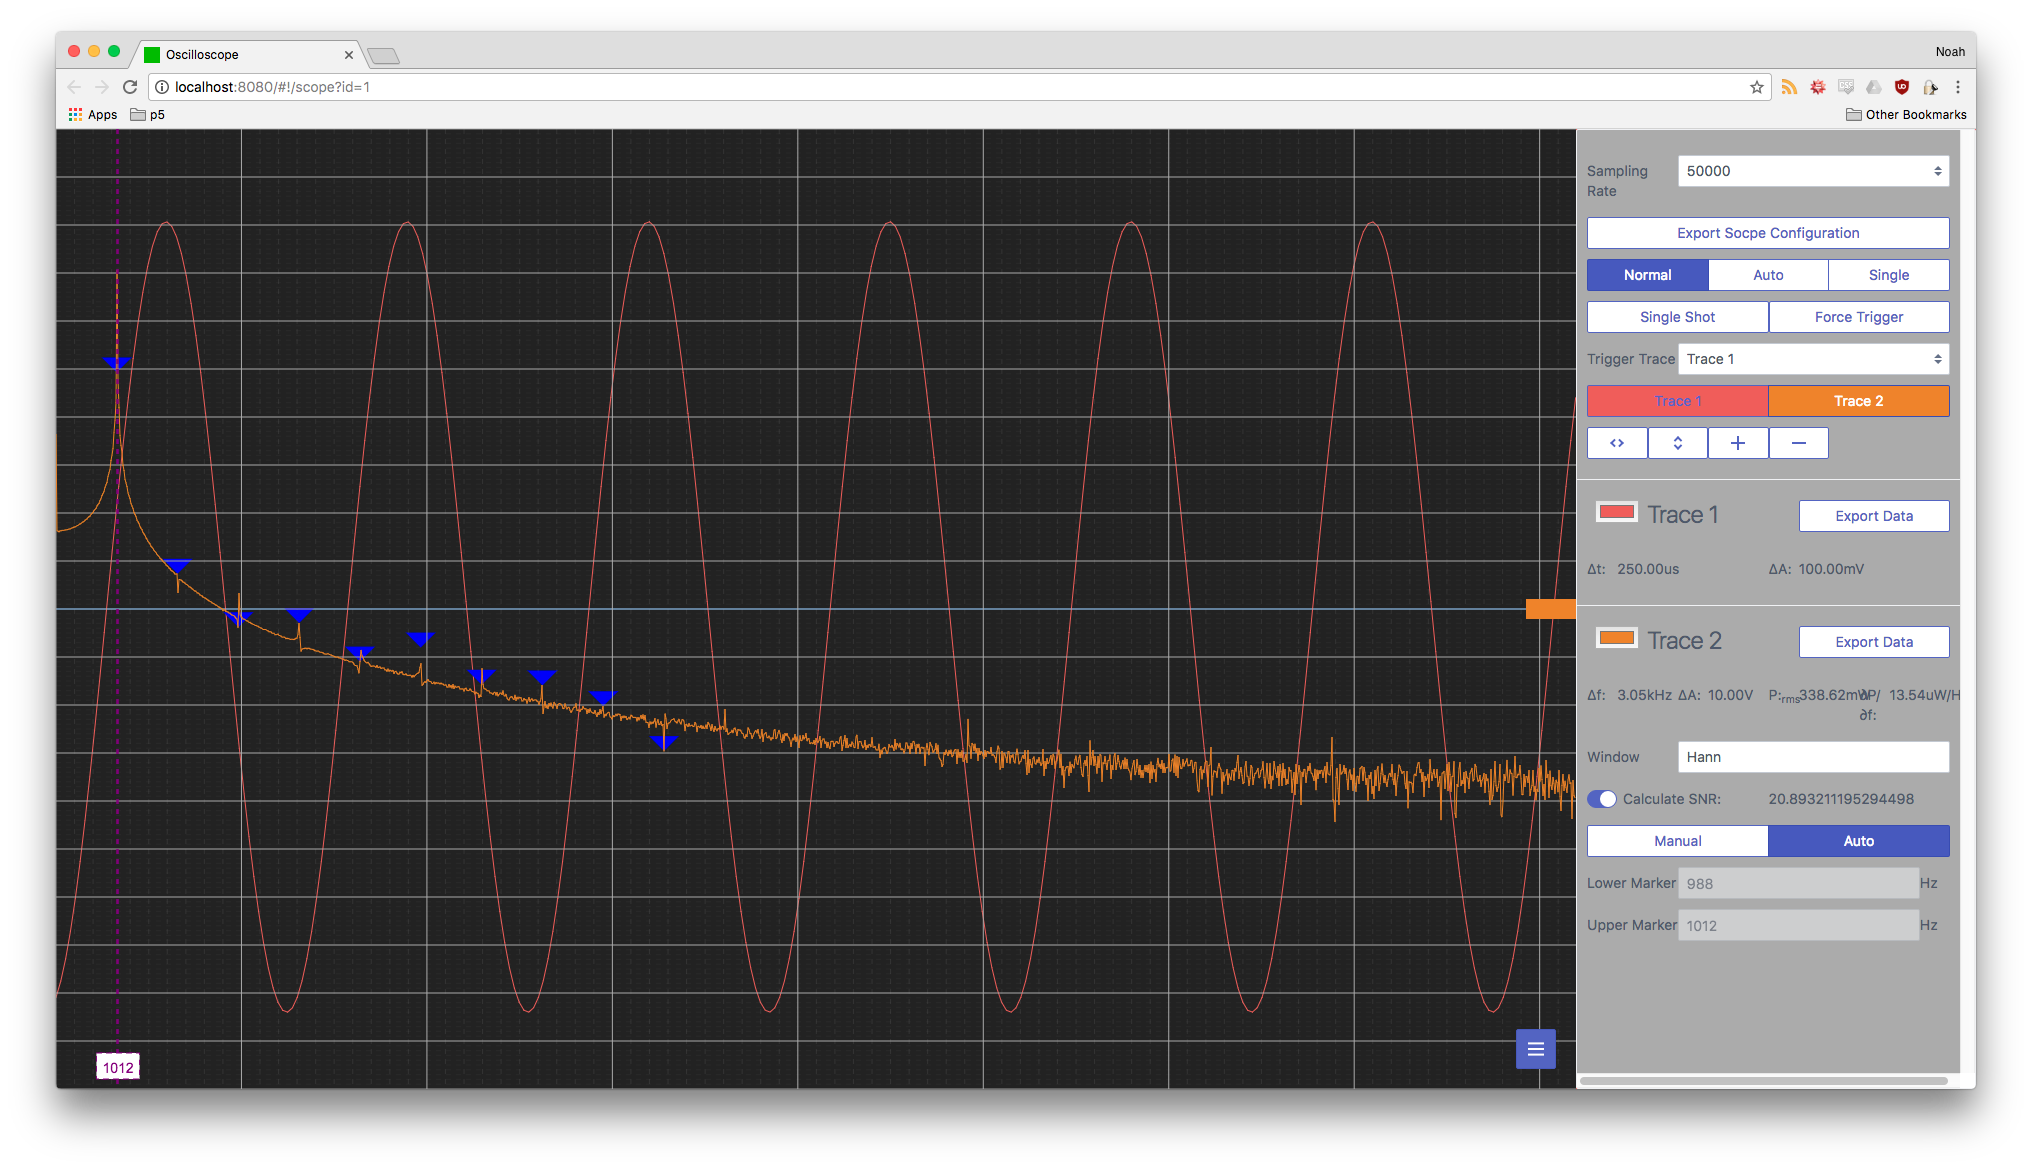 Oscilloscope
Noah
localhost:8080/#!/scope?id=1
Apps
p5
Other Bookmarks
Sampling Rate
50000
Export Socpe Configuration
Normal
Auto
Single
Single Shot
Force Trigger
Trigger Trace
Trace 1
Trace 1
Trace 2
Trace 1
Export Data
Δt: 250.00us
ΔA: 100.00mV
Trace 2
Export Data
Δf: 3.05kHz ΔA: 10.00V P:rms 338.62mW ∂P/∂f: 13.54uW/H
Window
Hann
Calculate SNR: 20.893211195294498
Manual
Auto
Lower Marker 988 Hz
Upper Marker 1012 Hz
1012